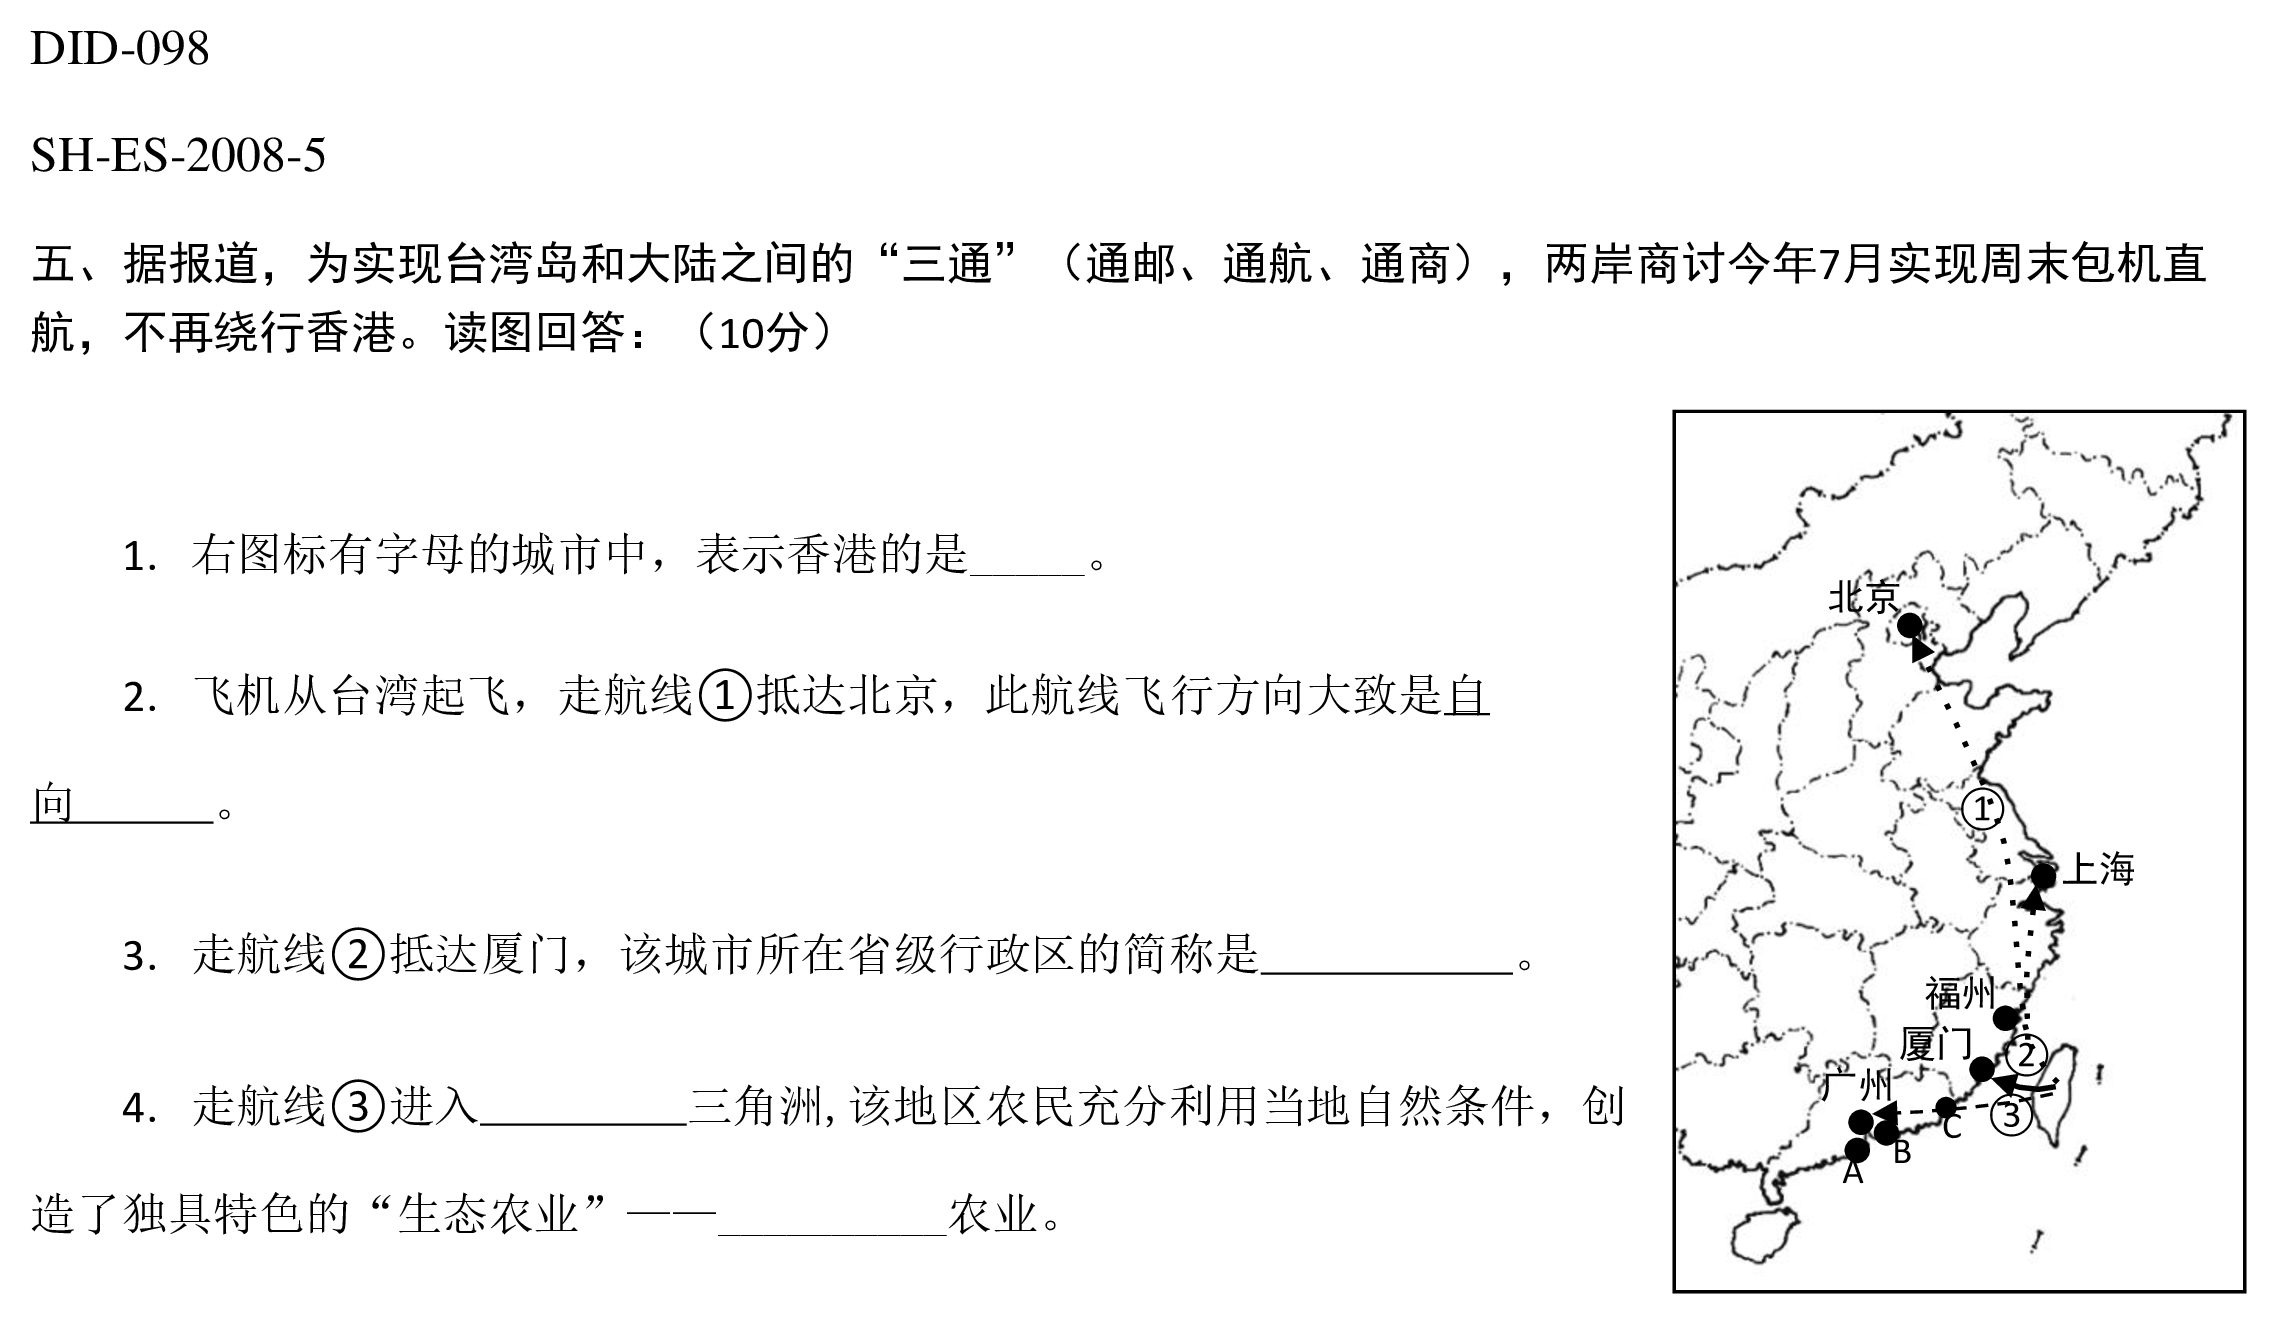 DID-098
SH-ES-2008-5
五、据报道，为实现台湾岛和大陆之间的“三通”（通邮、通航、通商），两岸商讨今年7月实现周末包机直
航，不再绕行香港。读图回答：（10分）
1. 右图标有字母的城市中，表示香港的是_____。
2. 飞机从台湾起飞，走航线①抵达北京，此航线飞行方向大致是自
向______。
3. 走航线②抵达厦门，该城市所在省级行政区的简称是___________。
4. 走航线③进入_________三角洲,该地区农民充分利用当地自然条件，创
造了独具特色的“生态农业”——__________农业。
北京
①
上海
福州
厦门
②
广州
③
C
B
A